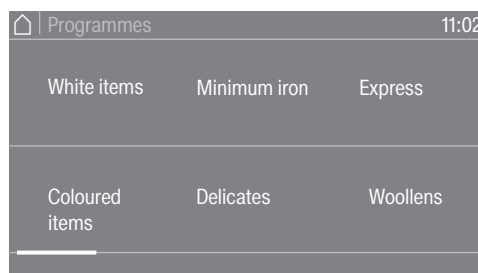 Programmes 11:02
White items Minimum iron Express
Coloured Delicates Woollens
items